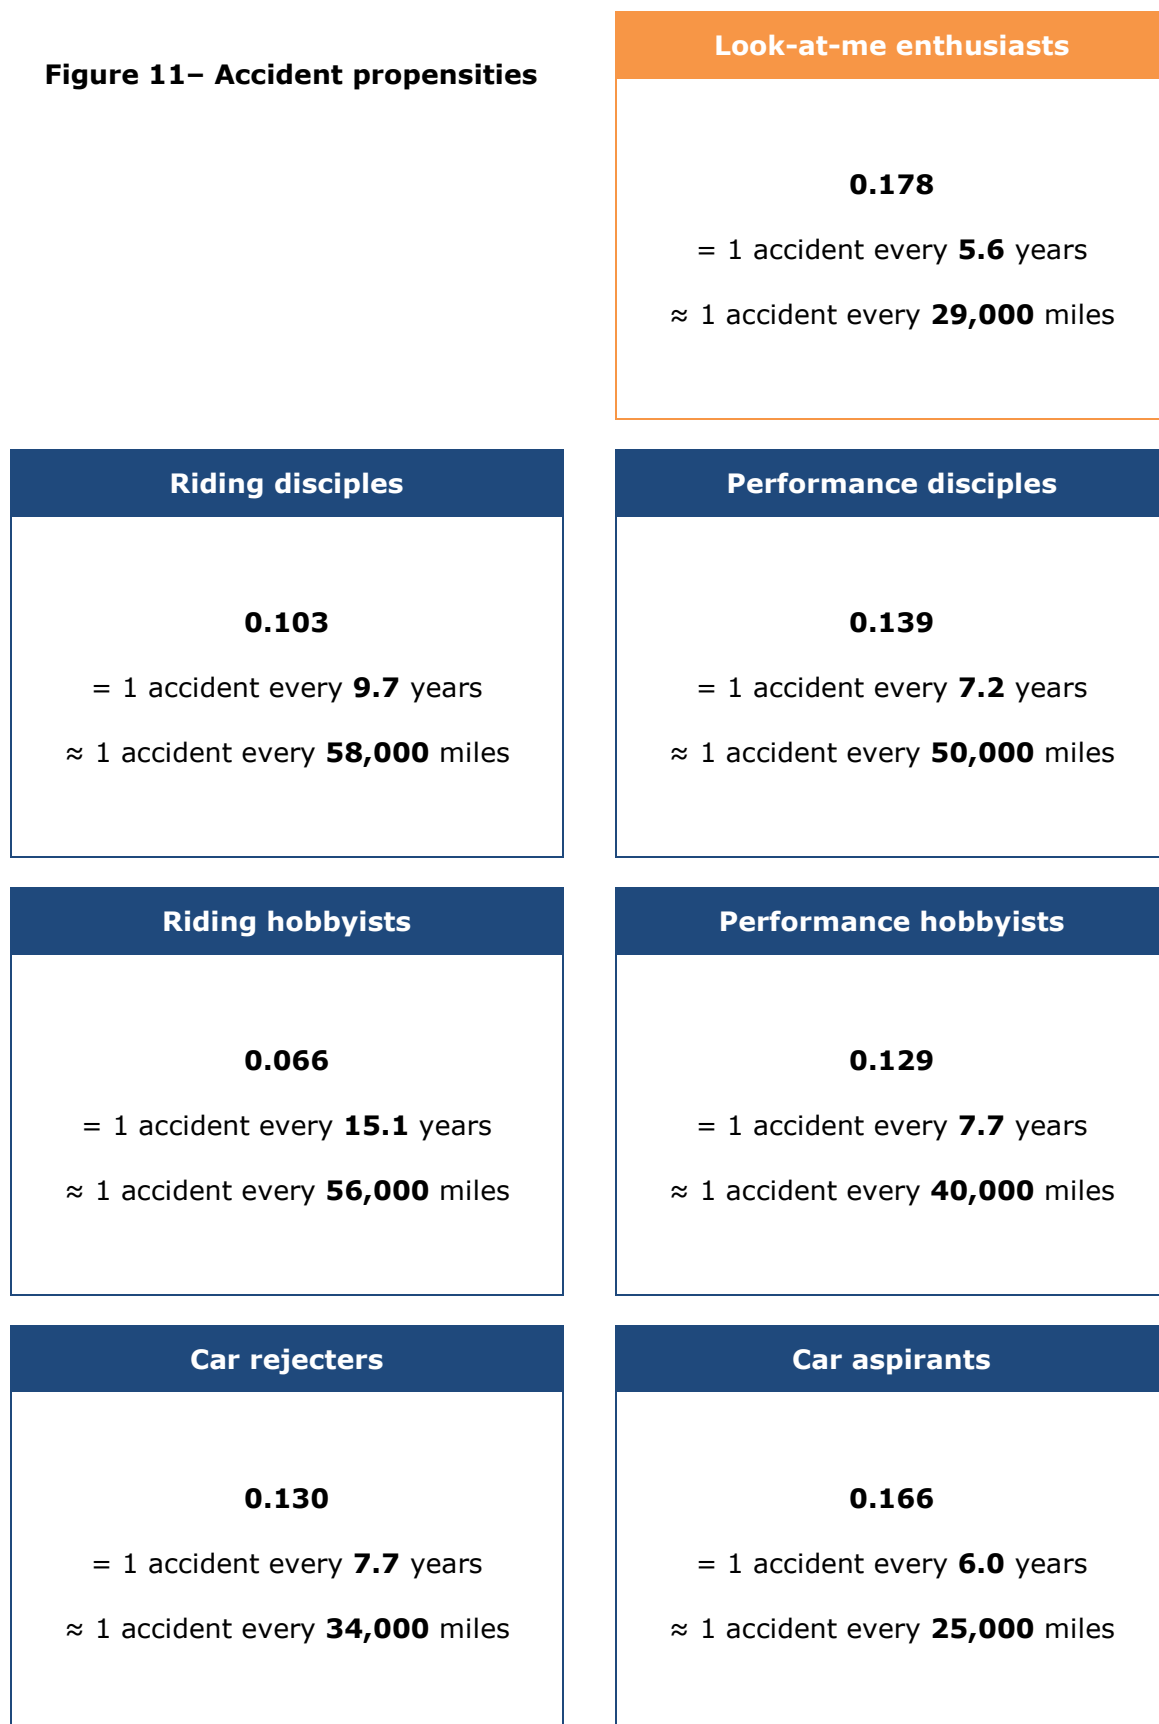 Figure 11– Accident propensities
Look-at-me enthusiasts
0.178
= 1 accident every 5.6 years
≈ 1 accident every 29,000 miles
Riding disciples
0.103
= 1 accident every 9.7 years
≈ 1 accident every 58,000 miles
Performance disciples
0.139
= 1 accident every 7.2 years
≈ 1 accident every 50,000 miles
Riding hobbyists
0.066
= 1 accident every 15.1 years
≈ 1 accident every 56,000 miles
Performance hobbyists
0.129
= 1 accident every 7.7 years
≈ 1 accident every 40,000 miles
Car rejecters
0.130
= 1 accident every 7.7 years
≈ 1 accident every 34,000 miles
Car aspirants
0.166
= 1 accident every 6.0 years
≈ 1 accident every 25,000 miles